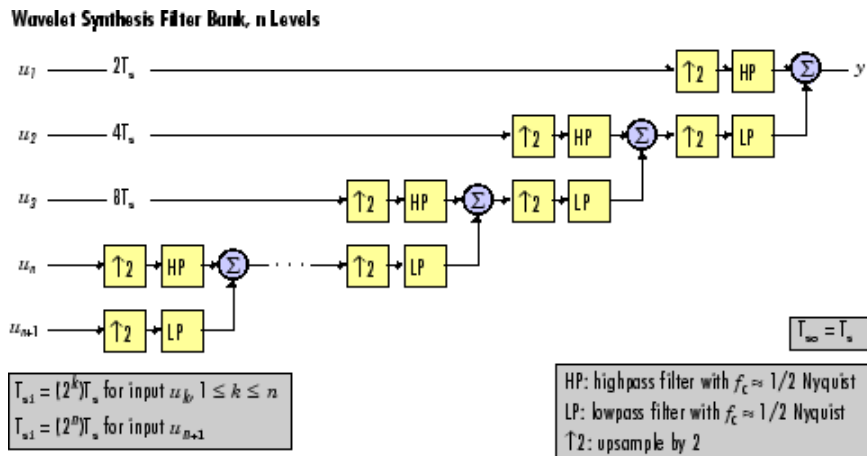 Wavelet Synthesis Filter Bank, n Levels
u₁ 2Tₛ ↑2 HP Σ y
u₂ 4Tₛ ↑2 HP Σ ↑2 LP
u₃ 8Tₛ ↑2 HP Σ ↑2 LP
uₙ ↑2 HP Σ . . . ↑2 LP
uₙ₊₁ ↑2 LP
Tₛₒ = Tₛ
Tₛᵢ = (2ᵏ)Tₛ for input uₖ, 1 ≤ k ≤ n
Tₛᵢ = (2ⁿ)Tₛ for input uₙ₊₁
HP: highpass filter with f_c ≈ 1/2 Nyquist
LP: lowpass filter with f_c ≈ 1/2 Nyquist
↑2: upsample by 2